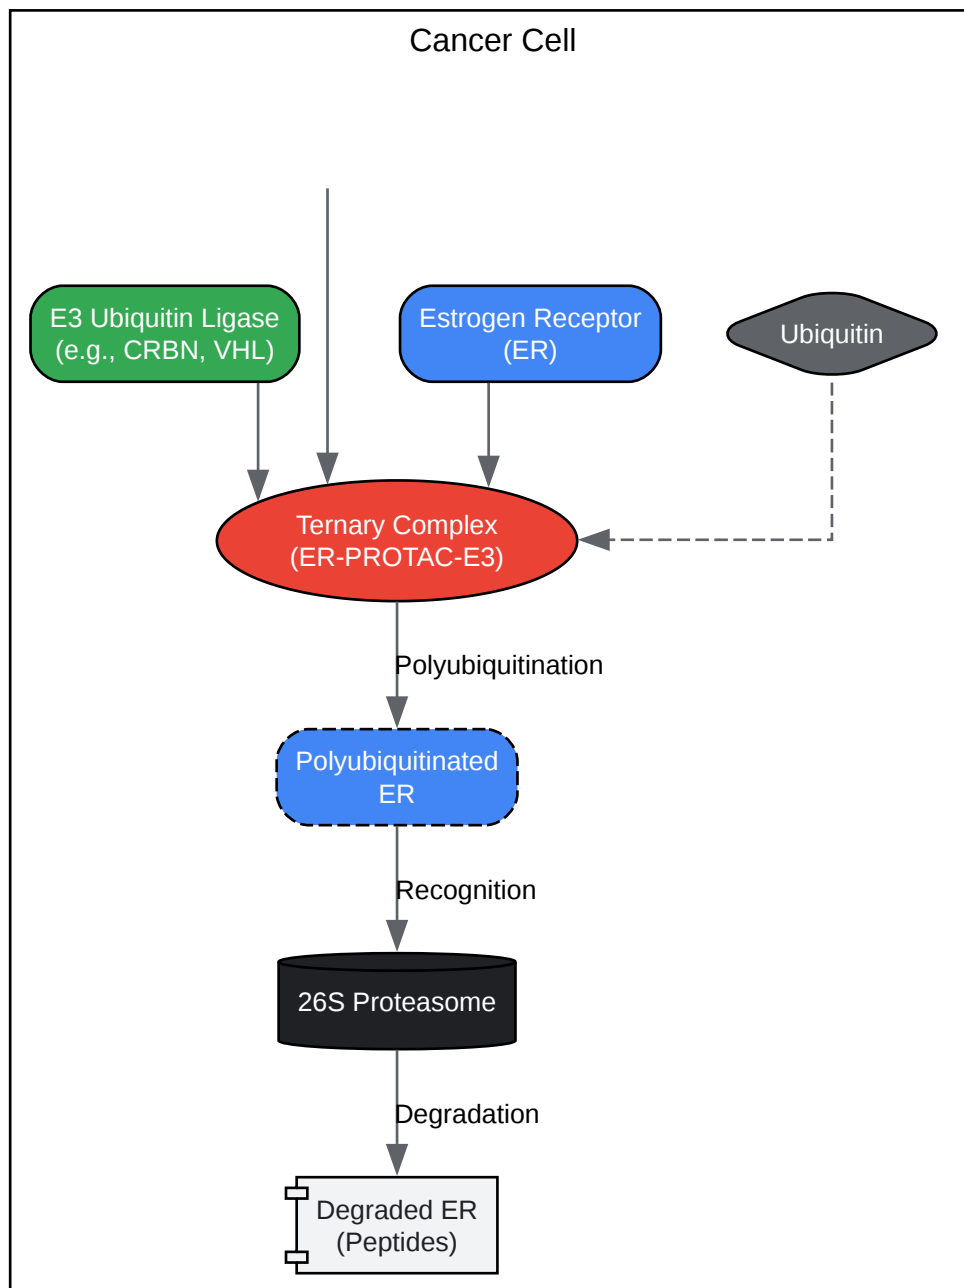 Cancer Cell
E3 Ubiquitin Ligase
(e.g., CRBN, VHL)
Estrogen Receptor
(ER)
Ubiquitin
Ternary Complex
(ER-PROTAC-E3)
Polyubiquitination
Polyubiquitinated
ER
Recognition
26S Proteasome
Degradation
Degraded ER
(Peptides)